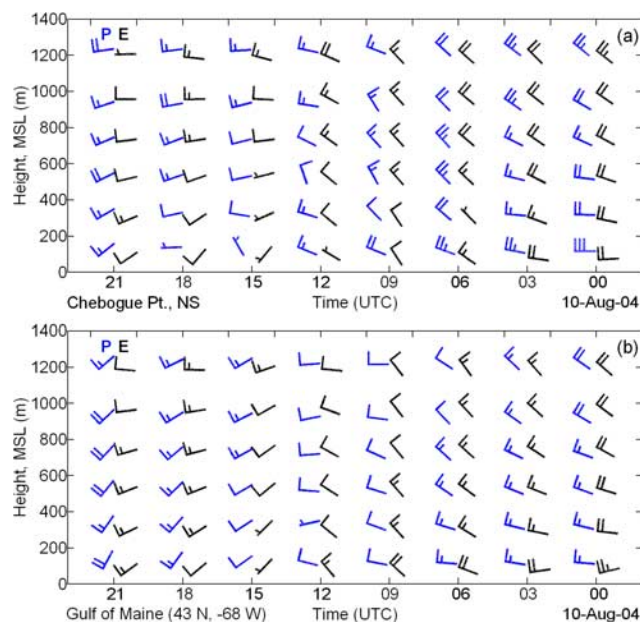 P E
(a)
1400
1200
1000
800
600
400
200
0
Height, MSL (m)
21 18 15 12 09 06 03 00
Chebogue Pt., NS Time (UTC) 10-Aug-04
P E
(b)
1400
1200
1000
800
600
400
200
0
Height, MSL (m)
21 18 15 12 09 06 03 00
Gulf of Maine (43 N, -68 W) Time (UTC) 10-Aug-04